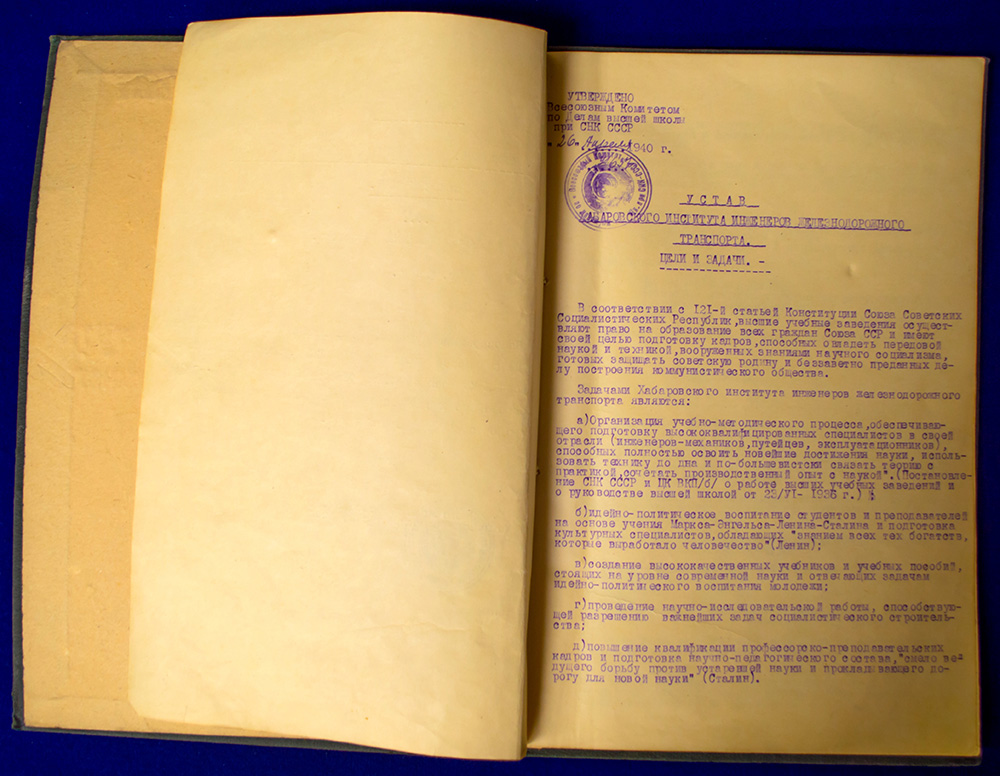 УТВЕРЖДЕНО
Всесоюзным Комитетом
по Делам высшей школы
при СНК СССР
"26" Апреля 1940 г.
УСТАВ
ХАБАРОВСКОГО ИНСТИТУТА ИНЖЕНЕРОВ ЖЕЛЕЗНОДОРОЖНОГО
ТРАНСПОРТА.
ЦЕЛИ И ЗАДАЧИ. -
В соответствии с 121-й статьей Конституции Союза Советских
Социалистических Республик,высшие учебные заведения осущест-
вляют право на образование всех граждан Союза ССР и имеют
своей целью подготовку кадров,способных овладеть передовой
наукой и техникой,вооруженных знаниями научного социализма,
готовых защищать советскую родину и беззаветно преданных де-
лу построения коммунистического общества.
Задачами Хабаровского института инженеров железнодорожного
транспорта являются:
а)Организация учебно-методического процесса,обеспечиваю-
щего подготовку высококвалифицированных специалистов в своей
отрасли (инженеров-механиков,путейцев, эксплуатационников),
способных полностью освоить новейшие достижения науки, исполь-
зовать технику до дна и по-большевистски связать теорию с
практикой,сочетать производственный опыт с наукой".(Постановле-
ние СНК СССР и ЦК ВКП/б/ о работе высших учебных заведений и
о руководстве высшей школой от 23/VI- 1936 г.)
б)идейно-политическое воспитание студентов и преподавателей
на основе учения Маркса-Энгельса-Ленина-Сталина и подготовка
культурных специалистов,обладающих "знанием всех тех богатств,
которые выработало человечество"(Ленин);
в)создание высококачественных учебников и учебных пособий,
стоящих на уровне современной науки и отвечающих задачам
идейно-политического воспитания молодежи;
г)проведение научно-исследовательской работы, способствую-
щей разрешению важнейших задач социалистического строитель-
ства;
д)повышение квалификации профессорско-преподавательских
кадров и подготовка научно-педагогического состава,"смело ве-
дущего борьбу против устаревшей науки и прокладывающего до-
рогу для новой науки" (Сталин).